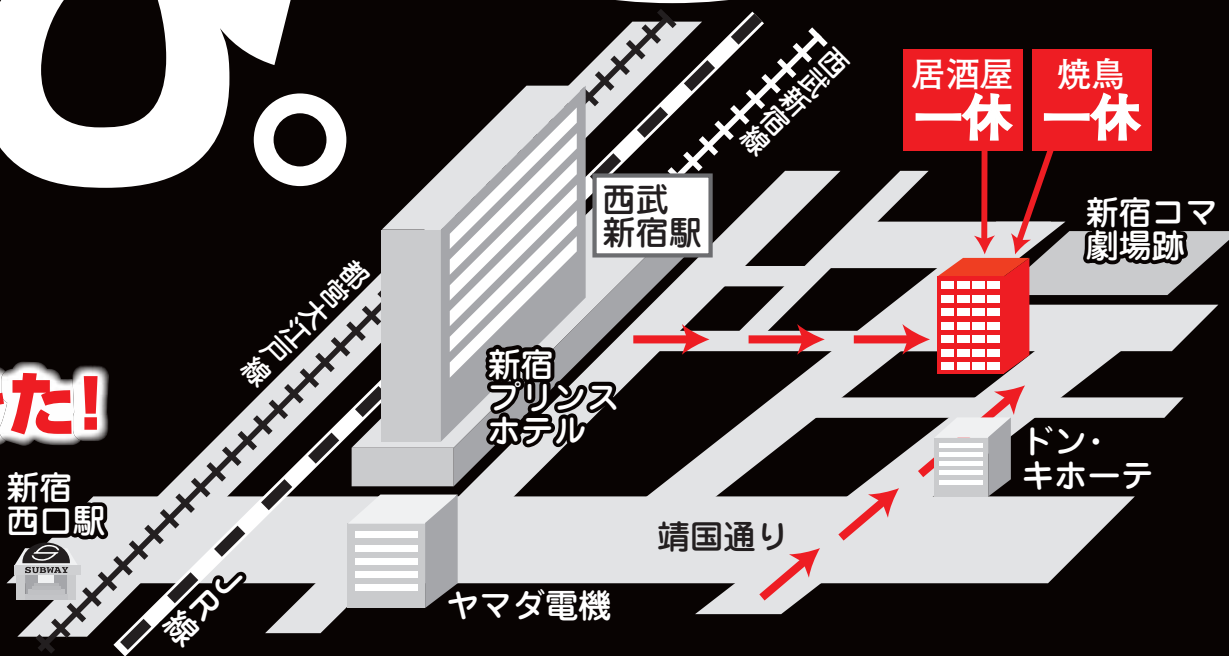 る。
西武新宿線
居酒屋
一休
焼鳥
一休
西武
新宿駅
新宿コマ
劇場跡
都営大江戸線
新宿
プリンス
ホテル
た!
新宿
西口駅
SUBWAY
ドン・
キホーテ
靖国通り
JR線
ヤマダ電機